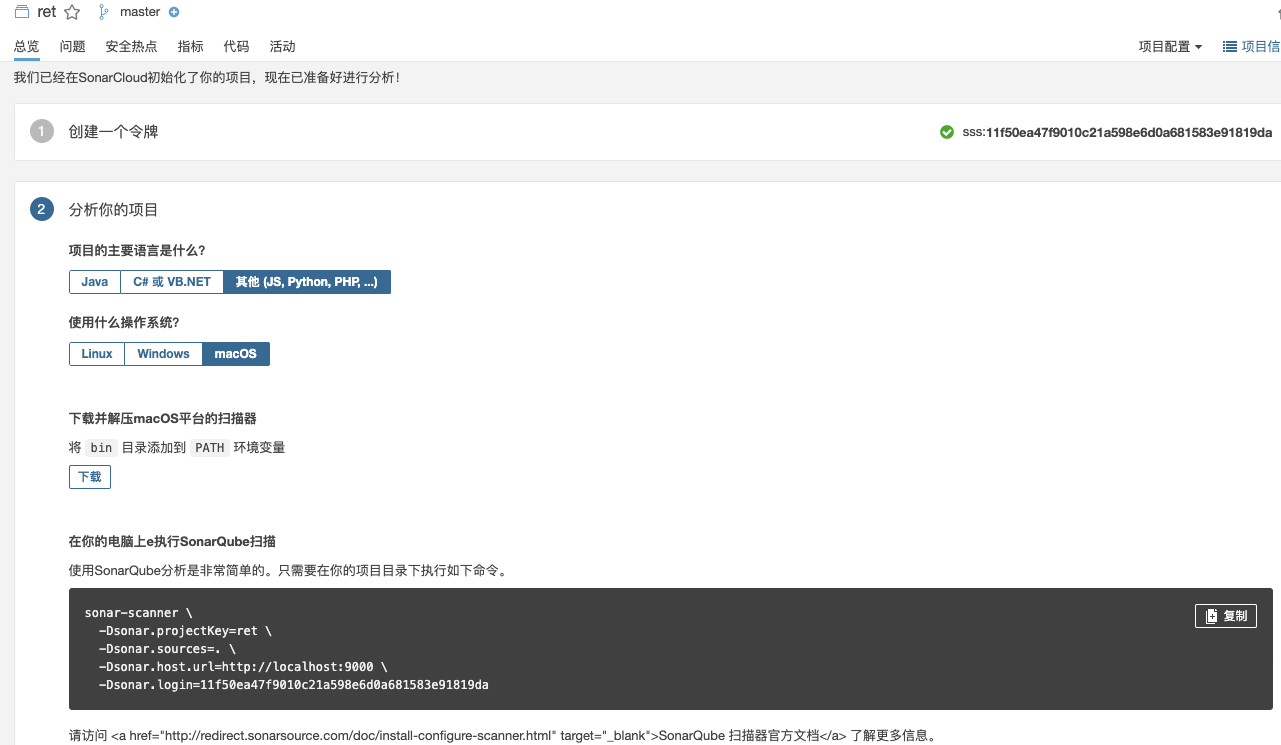 ret master
总览 问题 安全热点 指标 代码 活动 项目配置 项目信
我们已经在SonarCloud初始化了你的项目，现在已准备好进行分析！
1 创建一个令牌 sss:11f50ea47f9010c21a598e6d0a681583e91819da
2 分析你的项目
项目的主要语言是什么？
Java C# 或 VB.NET 其他 (JS, Python, PHP, ...)
使用什么操作系统？
Linux Windows macOS
下载并解压macOS平台的扫描器
将 bin 目录添加到 PATH 环境变量
下载
在你的电脑上e执行SonarQube扫描
使用SonarQube分析是非常简单的。只需要在你的项目目录下执行如下命令。
sonar-scanner \
复制
-Dsonar.projectKey=ret \
-Dsonar.sources=. \
-Dsonar.host.url=http://localhost:9000 \
-Dsonar.login=11f50ea47f9010c21a598e6d0a681583e91819da
请访问 <a href="http://redirect.sonarsource.com/doc/install-configure-scanner.html" target="_blank">SonarQube 扫描器官方文档</a> 了解更多信息。